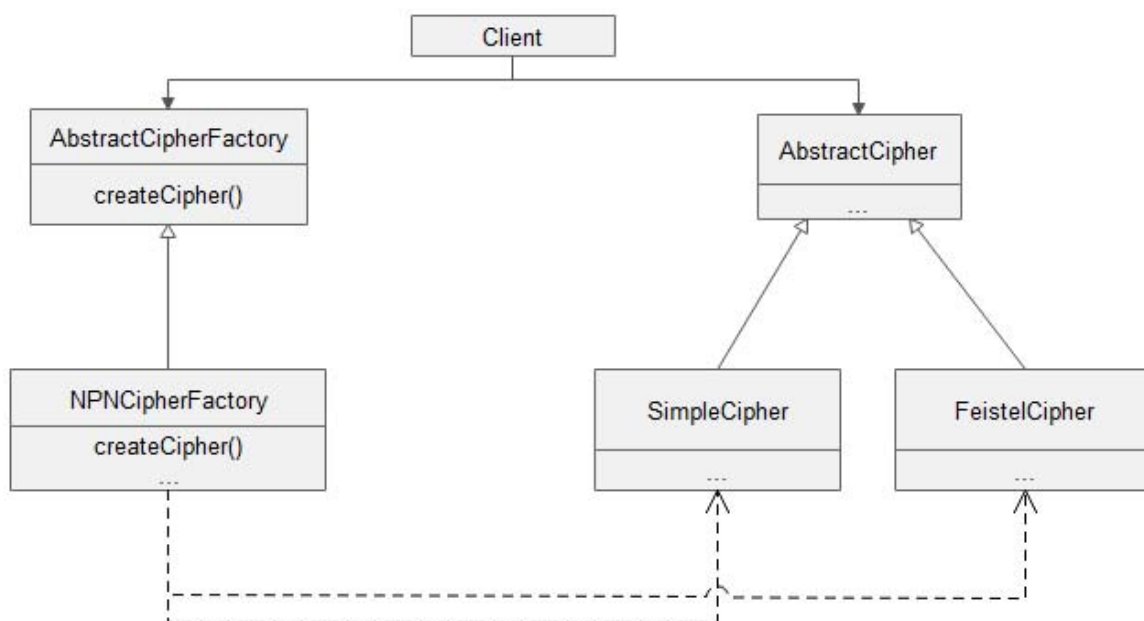 Client
AbstractCipherFactory
createCipher()
AbstractCipher
...
NPNCipherFactory
createCipher()
...
SimpleCipher
...
FeistelCipher
...